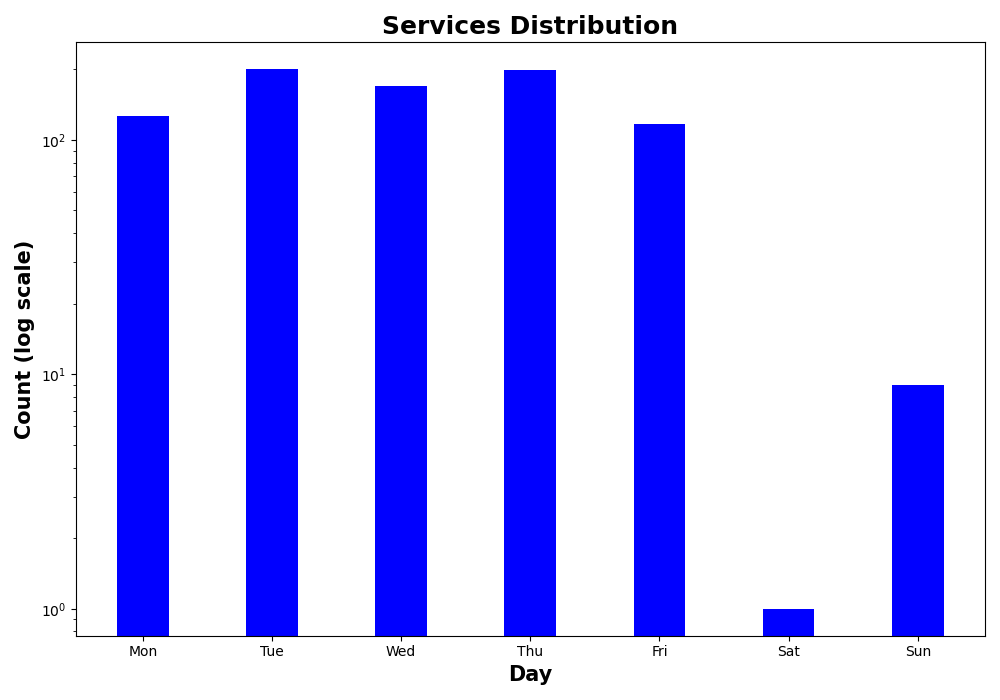 Services Distribution
Count (log scale)
10²
10¹
10⁰
Mon Tue Wed Thu Fri Sat Sun
Day